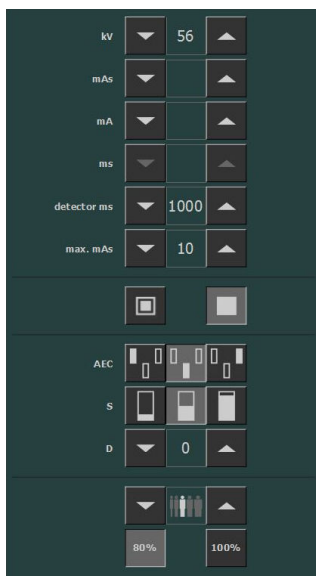 kV 56
mAs
mA
ms
detector ms 1000
max. mAs 10
AEC
S
D 0
80% 100%